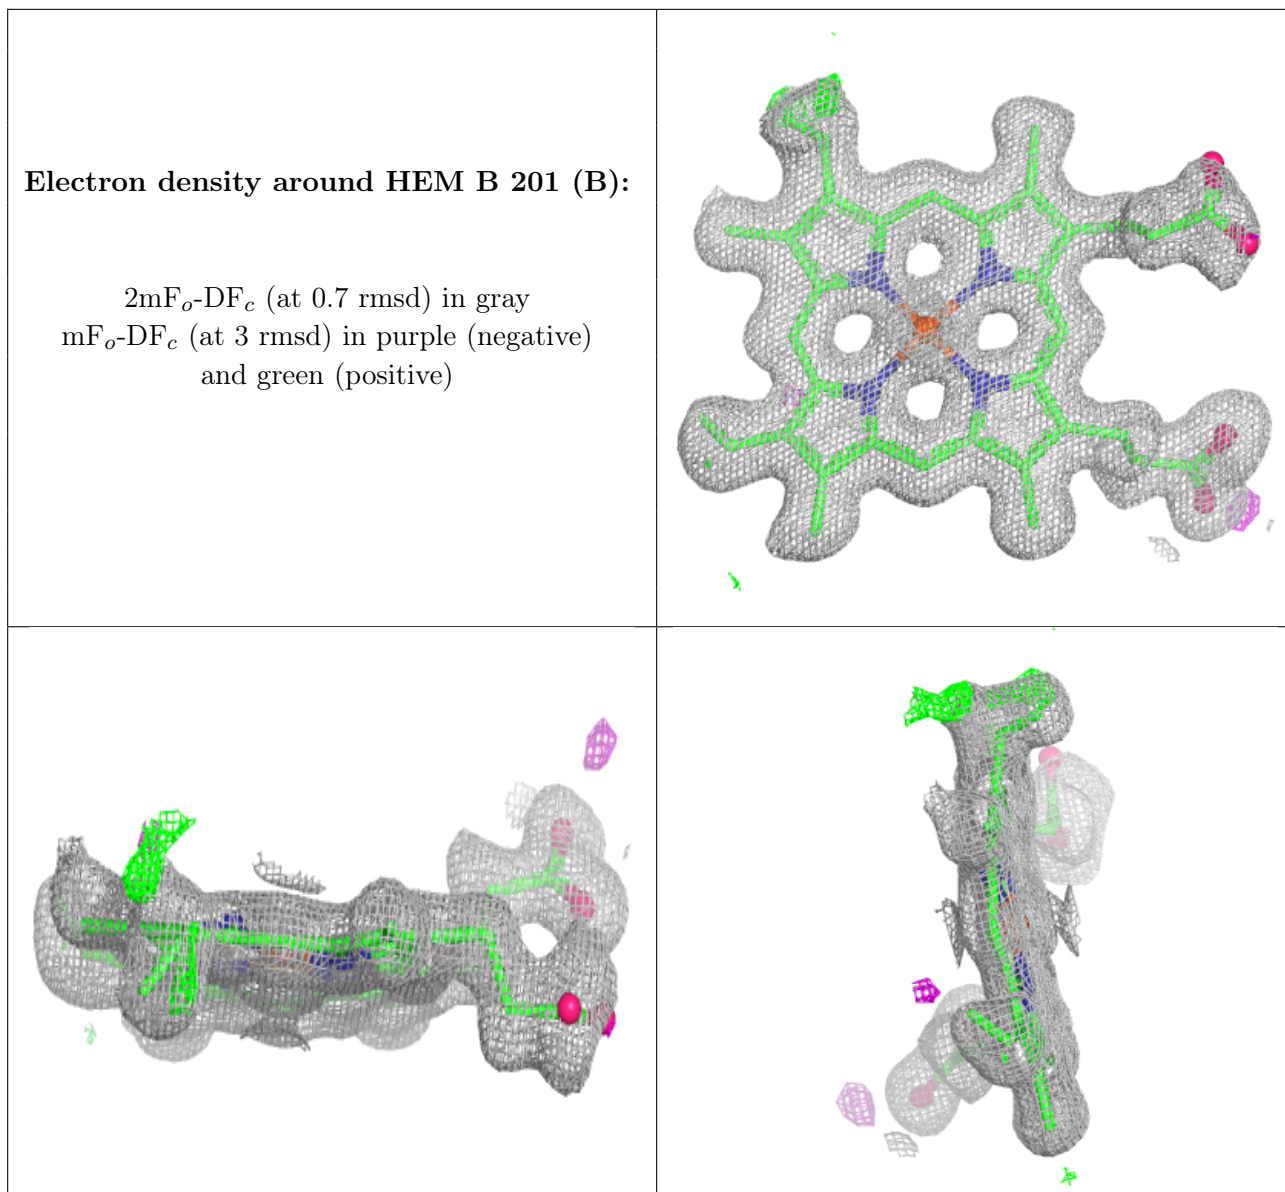 Electron density around HEM B 201 (B):
2mFo-DFc (at 0.7 rmsd) in gray
mFo-DFc (at 3 rmsd) in purple (negative)
and green (positive)